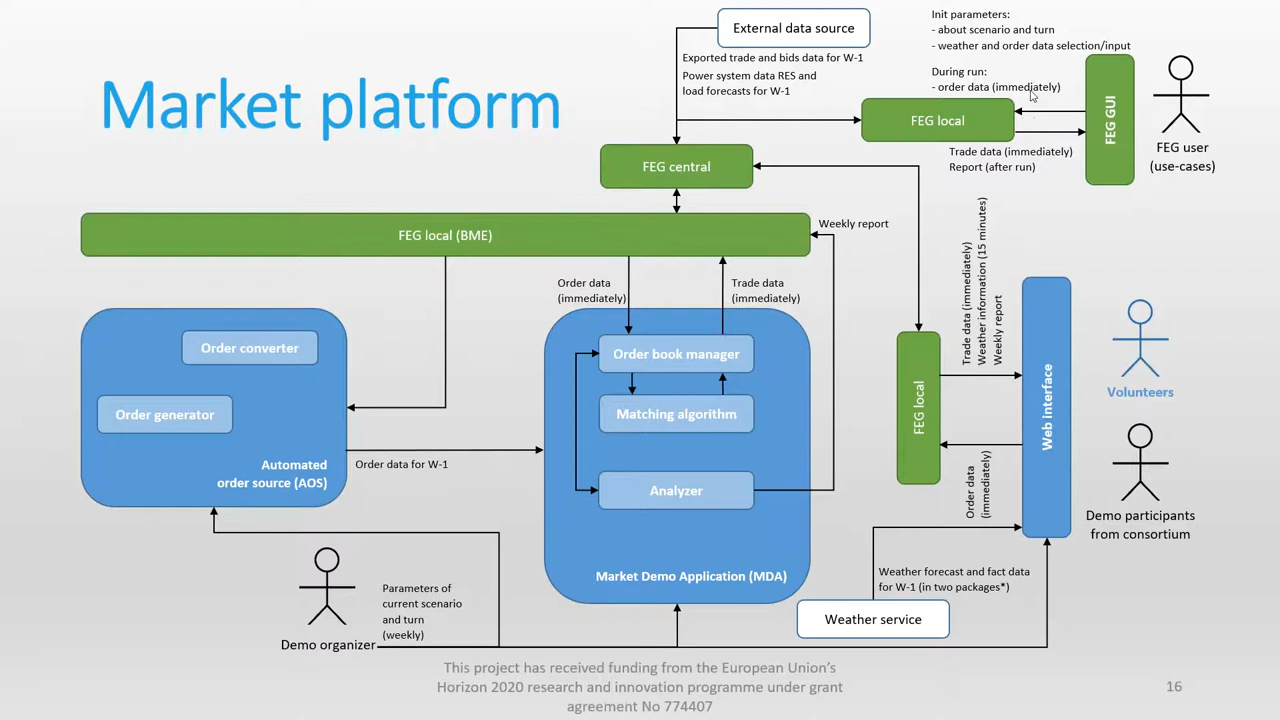 Market platform
External data source
Exported trade and bids data for W-1
Power system data RES and
load forecasts for W-1
Init parameters:
- about scenario and turn
- weather and order data selection/input
During run:
- order data (immediately)
FEG local
FEG GUI
Trade data (immediately)
Report (after run)
FEG user
(use-cases)
FEG central
FEG local (BME)
Weekly report
Order data
(immediately)
Trade data
(immediately)
Order converter
Order generator
Automated
order source (AOS)
Order data for W-1
Order book manager
Matching algorithm
Analyzer
Market Demo Application (MDA)
FEG local
Trade data (immediately)
Weather information (15 minutes)
Weekly report
Order data
(immediately)
Web interface
Volunteers
Demo participants
from consortium
Weather forecast and fact data
for W-1 (in two packages*)
Weather service
Demo organizer
Parameters of
current scenario
and turn
(weekly)
This project has received funding from the European Union's
Horizon 2020 research and innovation programme under grant
agreement No 774407
16